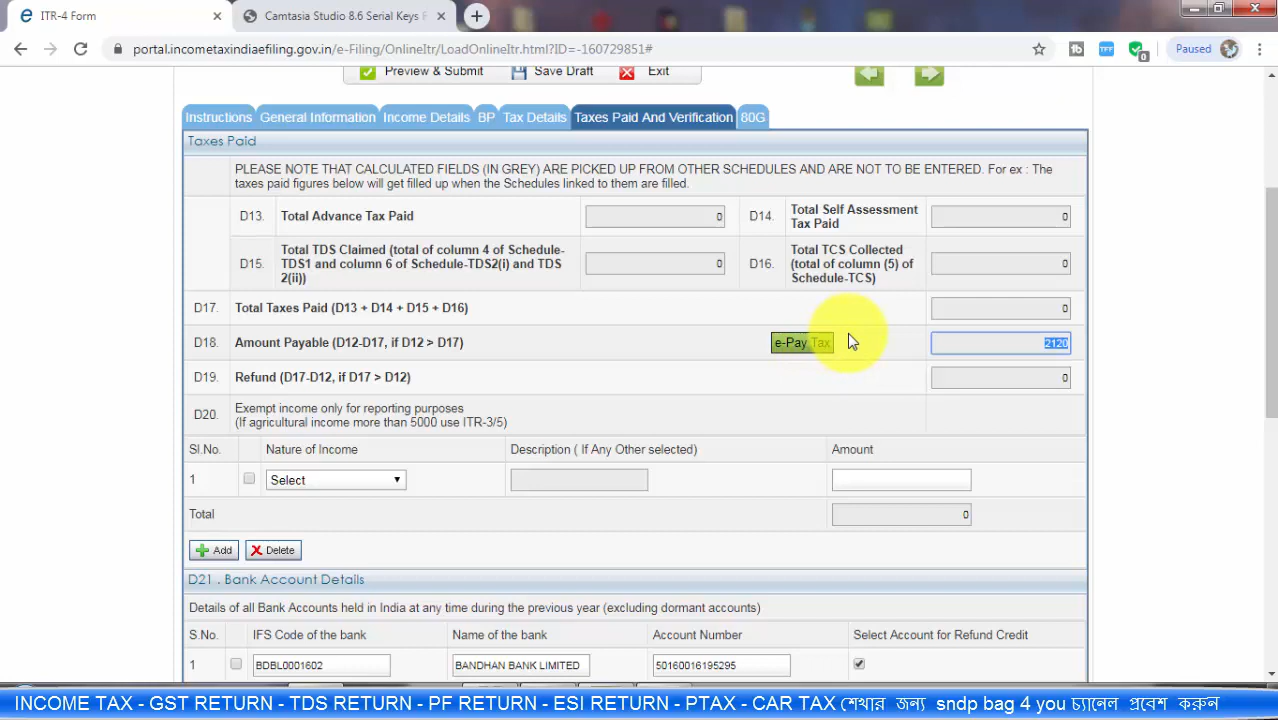 ITR-4 Form
Camtasia Studio 8.6 Serial Keys F
portal.incometaxindiaefiling.gov.in/e-Filing/OnlineItr/LoadOnlineItr.html?ID=-160729851#
Paused
Preview & Submit Save Draft Exit
Instructions General Information Income Details BP Tax Details Taxes Paid And Verification 80G
Taxes Paid
PLEASE NOTE THAT CALCULATED FIELDS (IN GREY) ARE PICKED UP FROM OTHER SCHEDULES AND ARE NOT TO BE ENTERED. For ex : The
taxes paid figures below will get filled up when the Schedules linked to them are filled.
D13. Total Advance Tax Paid 0 D14. Total Self Assessment
Tax Paid 0
D15. Total TDS Claimed (total of column 4 of Schedule-
TDS1 and column 6 of Schedule-TDS2(i) and TDS
2(ii)) 0
D16. Total TCS Collected
(total of column (5) of
Schedule-TCS) 0
D17. Total Taxes Paid (D13 + D14 + D15 + D16) 0
D18. Amount Payable (D12-D17, if D12 > D17) e-Pay Tax 2120
D19. Refund (D17-D12, if D17 > D12) 0
D20. Exempt income only for reporting purposes
(If agricultural income more than 5000 use ITR-3/5)
Sl.No. Nature of Income Description ( If Any Other selected) Amount
1 Select
Total 0
Add Delete
D21 . Bank Account Details
Details of all Bank Accounts held in India at any time during the previous year (excluding dormant accounts)
S.No. IFS Code of the bank Name of the bank Account Number Select Account for Refund Credit
1 BDBL0001602 BANDHAN BANK LIMITED 50160016195295
INCOME TAX - GST RETURN - TDS RETURN - PF RETURN - ESI RETURN - PTAX - CAR TAX শেখার জন্য sndp bag 4 you চ্যানেল প্রবেশ করুন